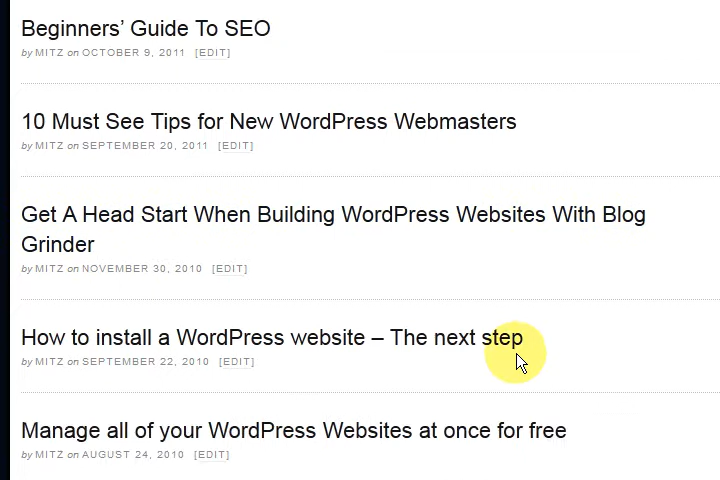 Beginners’ Guide To SEO
by MITZ on OCTOBER 9, 2011 [EDIT]
10 Must See Tips for New WordPress Webmasters
by MITZ on SEPTEMBER 20, 2011 [EDIT]
Get A Head Start When Building WordPress Websites With Blog
Grinder
by MITZ on NOVEMBER 30, 2010 [EDIT]
How to install a WordPress website – The next step
by MITZ on SEPTEMBER 22, 2010 [EDIT]
Manage all of your WordPress Websites at once for free
by MITZ on AUGUST 24, 2010 [EDIT]